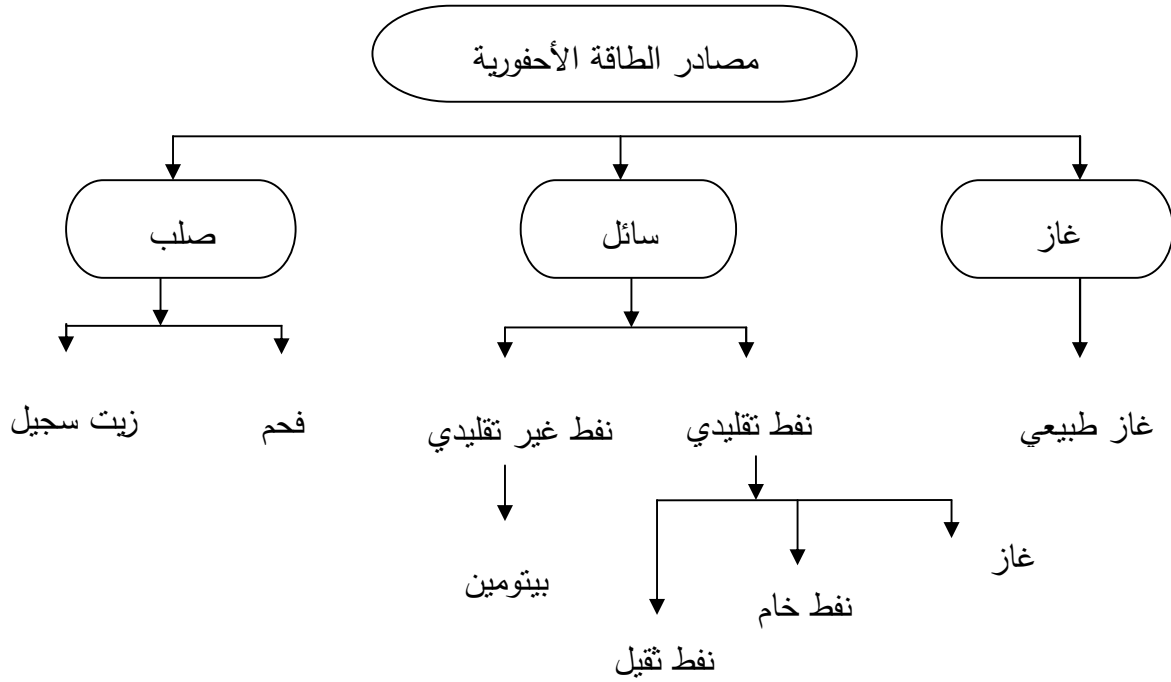 مصادر الطاقة الأحفورية
غاز
سائل
صلب
غاز طبيعي
نفط تقليدي
نفط غير تقليدي
فحم
زيت سجيل
غاز
نفط خام
نفط ثقيل
بيتومين